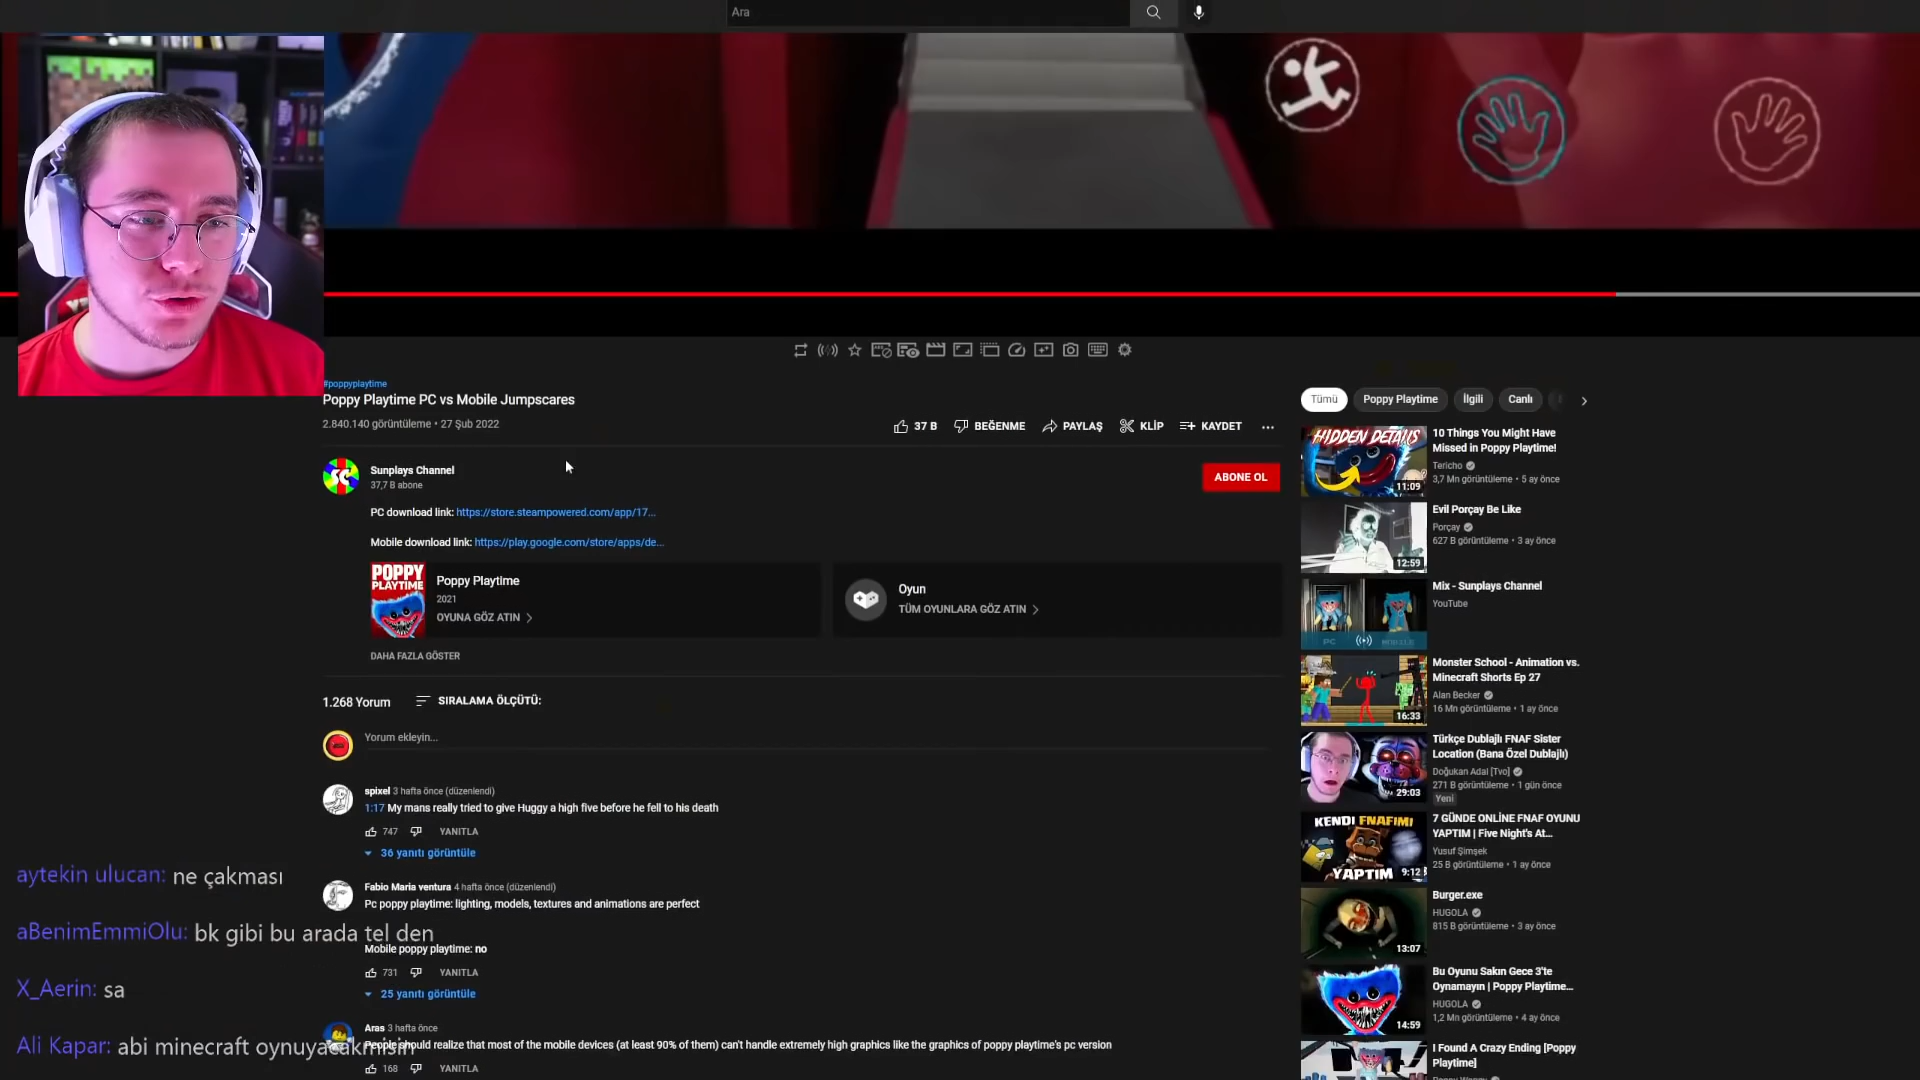 Ara
#poppyplaytime
Poppy Playtime PC vs Mobile Jumpscares
2.840.140 görüntüleme • 27 Şub 2022
37 B
BEĞENME
PAYLAŞ
KLİP
KAYDET
Sunplays Channel
37,7 B abone
ABONE OL
PC download link: https://store.steampowered.com/app/17...
Mobile download link: https://play.google.com/store/apps/de...
POPPY
PLAYTIME
Poppy Playtime
2021
OYUNA GÖZ ATIN
Oyun
TÜM OYUNLARA GÖZ ATIN
DAHA FAZLA GÖSTER
1.268 Yorum
SIRALAMA ÖLÇÜTÜ:
Yorum ekleyin...
spixel 3 hafta önce (düzenlendi)
1:17 My mans really tried to give Huggy a high five before he fell to his death
747
YANITLA
36 yanıtı görüntüle
Fabio Maria ventura 4 hafta önce (düzenlendi)
Pc poppy playtime: lighting, models, textures and animations are perfect
Mobile poppy playtime: no
731
YANITLA
25 yanıtı görüntüle
Aras 3 hafta önce
People should realize that most of the mobile devices (at least 90% of them) can't handle extremely high graphics like the graphics of poppy playtime's pc version
168
YANITLA
aytekin ulucan: ne çakması
aBenimEmmiOlu: bk gibi bu arada tel den
X_Aerin: sa
Ali Kapar: abi minecraft oynuyacakmisin
Tümü
Poppy Playtime
İlgili
Canlı
HIDDEN DETAILS
11:09
10 Things You Might Have
Missed in Poppy Playtime!
Tericho
3,7 Mn görüntüleme • 5 ay önce
12:59
Evil Porçay Be Like
Porçay
627 B görüntüleme • 3 ay önce
PC
MOBILE
Mix - Sunplays Channel
YouTube
16:33
Monster School - Animation vs.
Minecraft Shorts Ep 27
Alan Becker
16 Mn görüntüleme • 1 ay önce
29:03
Türkçe Dublajlı FNAF Sister
Location (Bana Özel Dublajlı)
Doğukan Adal [Tvo]
271 B görüntüleme • 1 gün önce
Yeni
KENDI FNAFIMI
YAPTIM
9:12
7 GÜNDE ONLİNE FNAF OYUNU
YAPTIM | Five Night's At...
Yusuf Şimşek
25 B görüntüleme • 1 ay önce
13:07
Burger.exe
HUGOLA
815 B görüntüleme • 3 ay önce
14:59
Bu Oyunu Sakın Gece 3'te
Oynamayın | Poppy Playtime...
HUGOLA
1,2 Mn görüntüleme • 4 ay önce
I Found A Crazy Ending [Poppy
Playtime]